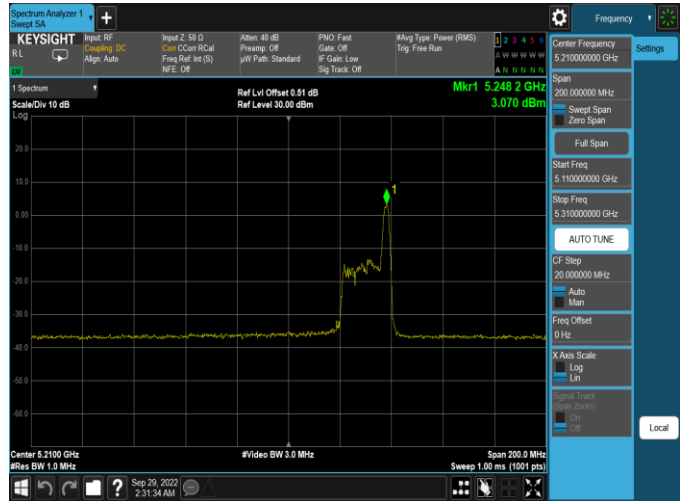 Spectrum Analyzer 1
Swept SA
Frequency
KEYSIGHT
RL
Input: RF
Coupling: DC
Align: Auto
Input Z: 50 Ω
Corr CCorr RCal
Freq Ref: Int (S)
NFE: Off
Atten: 40 dB
Preamp: Off
µW Path: Standard
PNO: Fast
Gate: Off
IF Gain: Low
Sig Track: Off
#Avg Type: Power (RMS)
Trig: Free Run
1 2 3 4 5 6
A W W W W W
A N N N N N
1 Spectrum
Scale/Div 10 dB
Log
Ref Lvl Offset 0.51 dB
Ref Level 30.00 dBm
Mkr1 5.248 2 GHz
3.070 dBm
20.0
10.0
0.00
-10.0
-20.0
-30.0
-40.0
-50.0
-60.0
1
Center 5.2100 GHz
#Res BW 1.0 MHz
#Video BW 3.0 MHz
Span 200.0 MHz
Sweep 1.00 ms (1001 pts)
Sep 29, 2022
2:31:34 AM
Center Frequency
5.210000000 GHz
Settings
Span
200.000000 MHz
Swept Span
Zero Span
Full Span
Start Freq
5.110000000 GHz
Stop Freq
5.310000000 GHz
AUTO TUNE
CF Step
20.000000 MHz
Auto
Man
Freq Offset
0 Hz
X Axis Scale
Log
Lin
Signal Track
(Span Zoom)
On
Off
Local